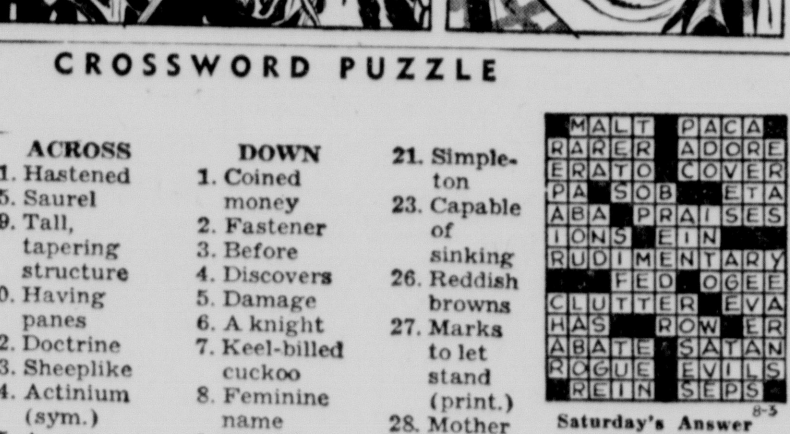 CROSSWORD PUZZLE
ACROSS
1. Hastened
5. Saurel
9. Tall,
tapering
structure
0. Having
panes
2. Doctrine
3. Sheeplike
4. Actinium
(sym.)
DOWN
1. Coined
money
2. Fastener
3. Before
4. Discovers
5. Damage
6. A knight
7. Keel-billed
cuckoo
8. Feminine
name
21. Simple-
ton
23. Capable
of
sinking
26. Reddish
browns
27. Marks
to let
stand
(print.)
28. Mother
MALT PACA
RARER ADORE
ERATO COVER
PA SOB ETA
ABA PRAISES
IONS EIN
RUDIMENTARY
FED OGEE
CLUTTER EVA
HAS ROW ER
ABATE SATAN
ROGUE EVILS
REIN SEPS
8-3
Saturday's Answer